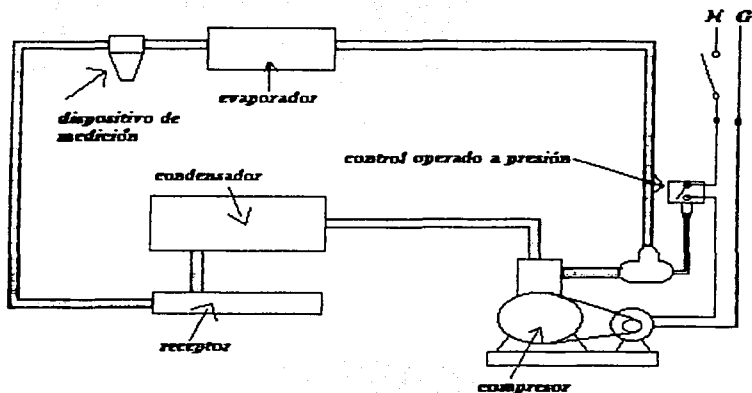 H G
dispositivo de
medición
evaporador
control operado a presión
condensador
receptor
compresor